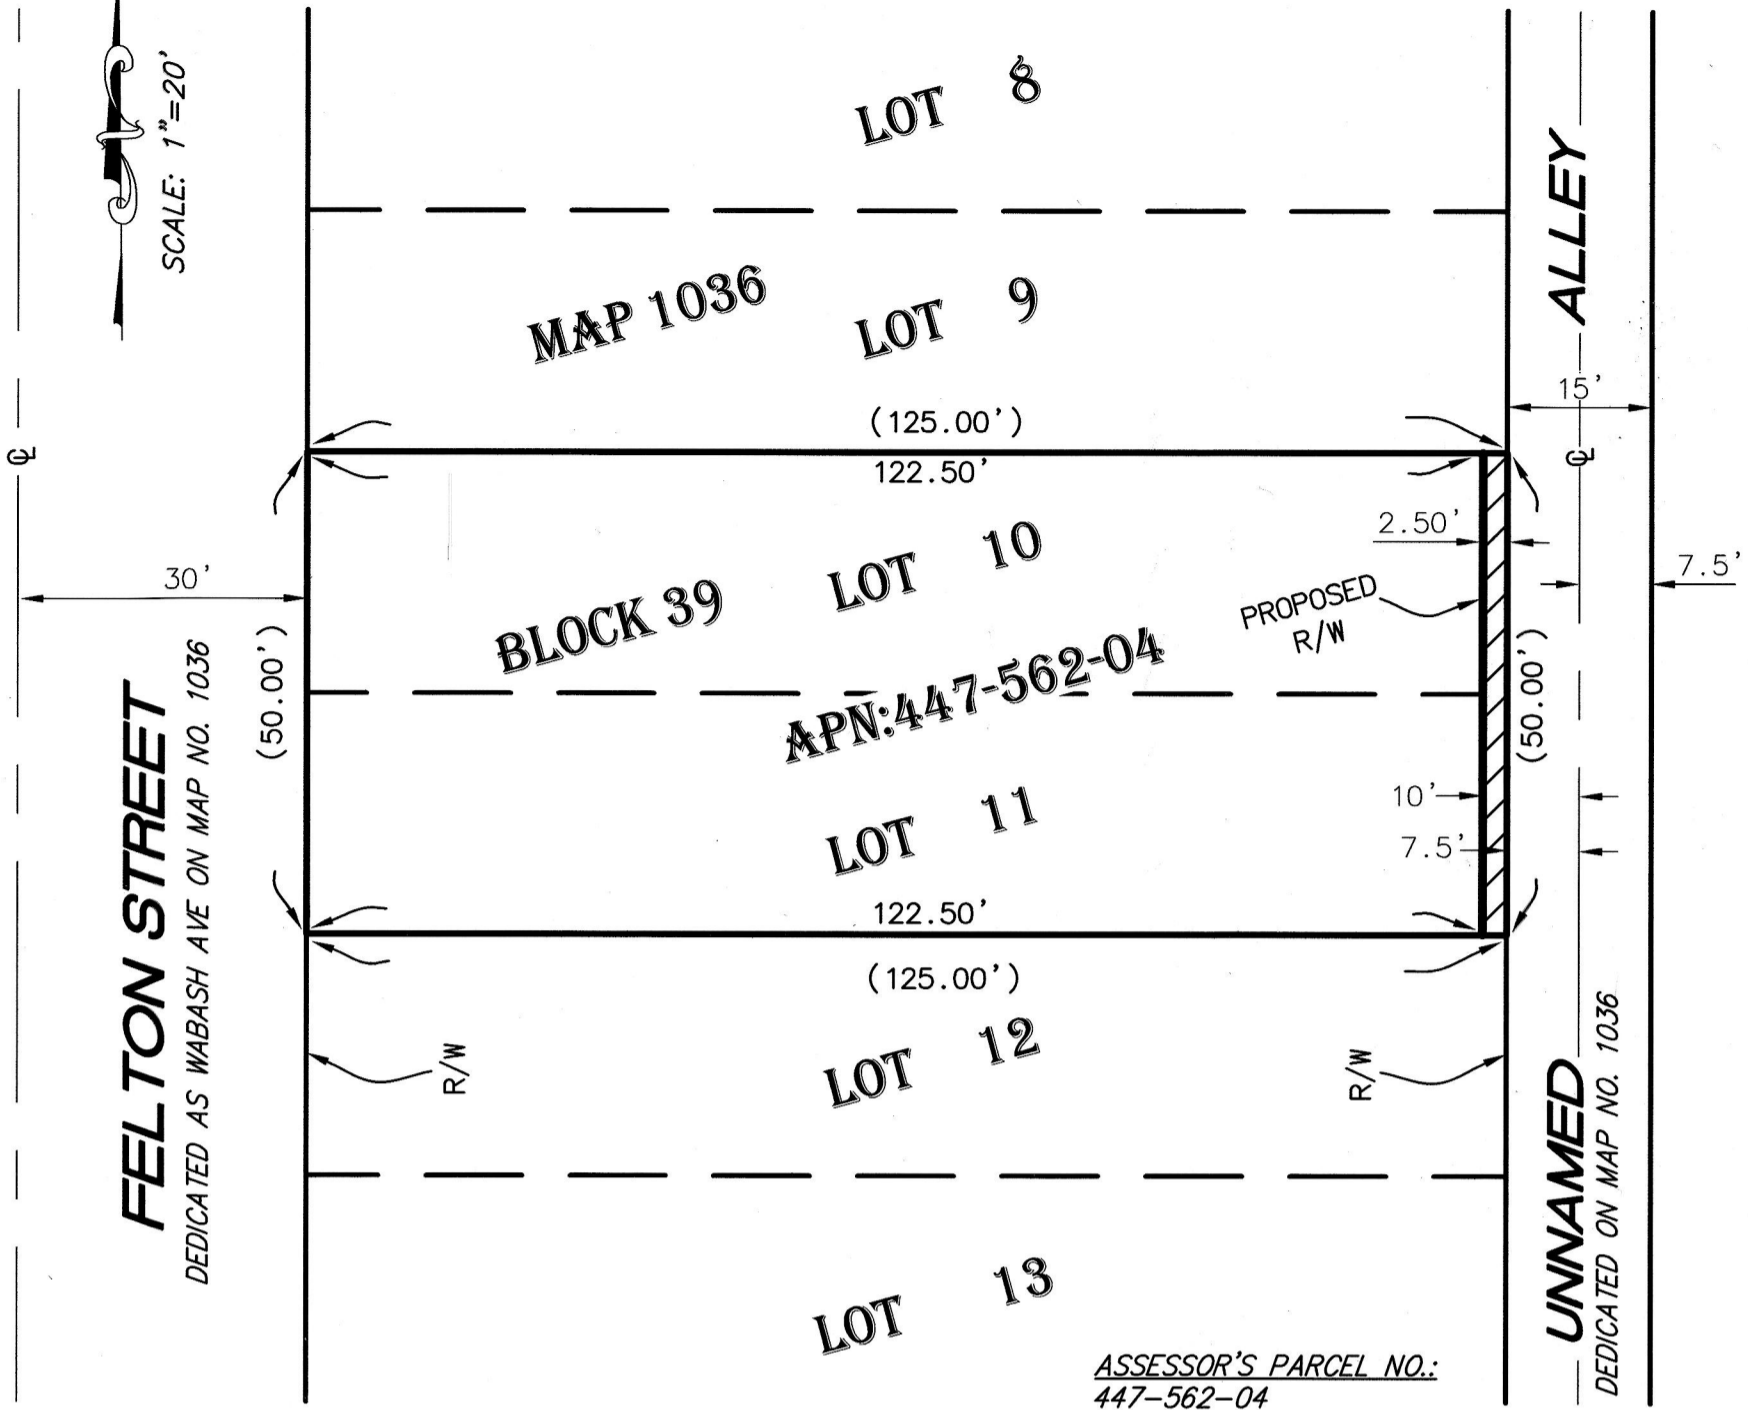 SCALE: 1"=20'
LOT 8
MAP 1036
LOT 9
ALLEY
15'
(125.00')
122.50'
℄
℄
2.50'
30'
7.5'
LOT 10
BLOCK 39
PROPOSED
R/W
(50.00')
(50.00')
APN:447-562-04
10'
7.5'
LOT 11
122.50'
(125.00')
FELTON STREET
DEDICATED AS WABASH AVE ON MAP NO. 1036
LOT 12
R/W
R/W
UNNAMED
DEDICATED ON MAP NO. 1036
LOT 13
ASSESSOR'S PARCEL NO.:
447-562-04